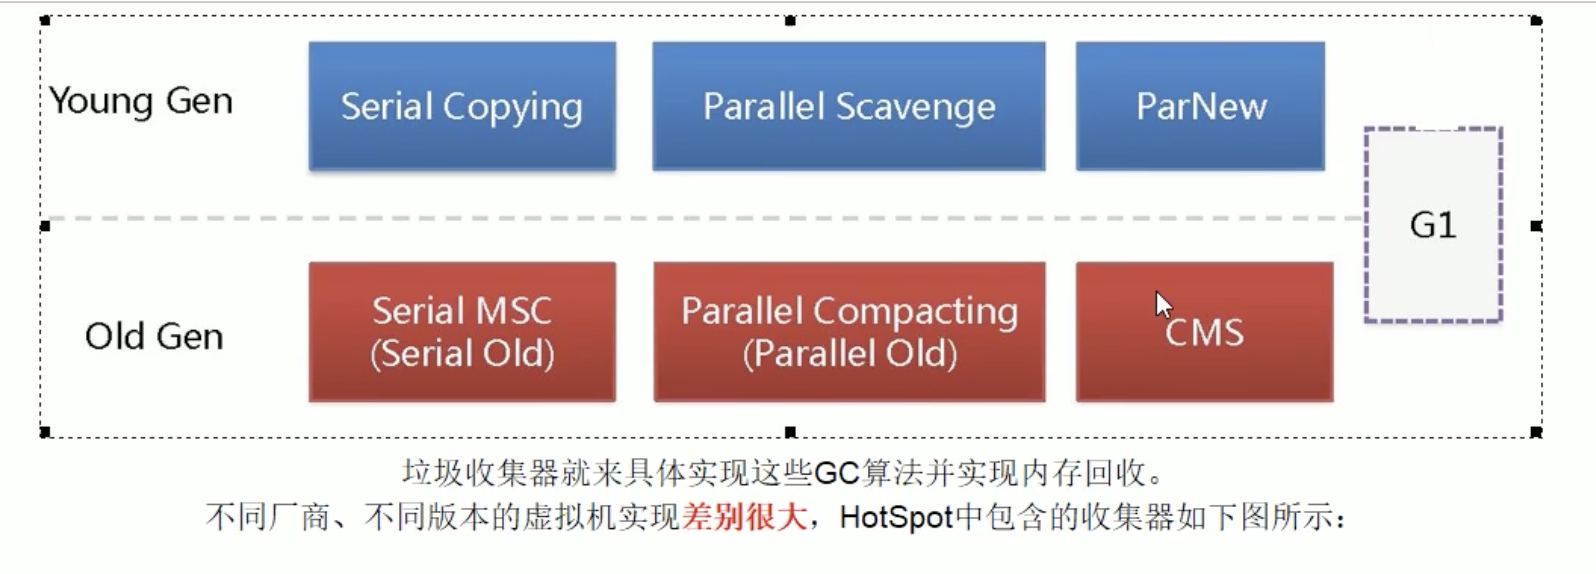 Young Gen
Serial Copying
Parallel Scavenge
ParNew
G1
Old Gen
Serial MSC
(Serial Old)
Parallel Compacting
(Parallel Old)
CMS
垃圾收集器就来具体实现这些GC算法并实现内存回收。
不同厂商、不同版本的虚拟机实现差别很大，HotSpot中包含的收集器如下图所示：